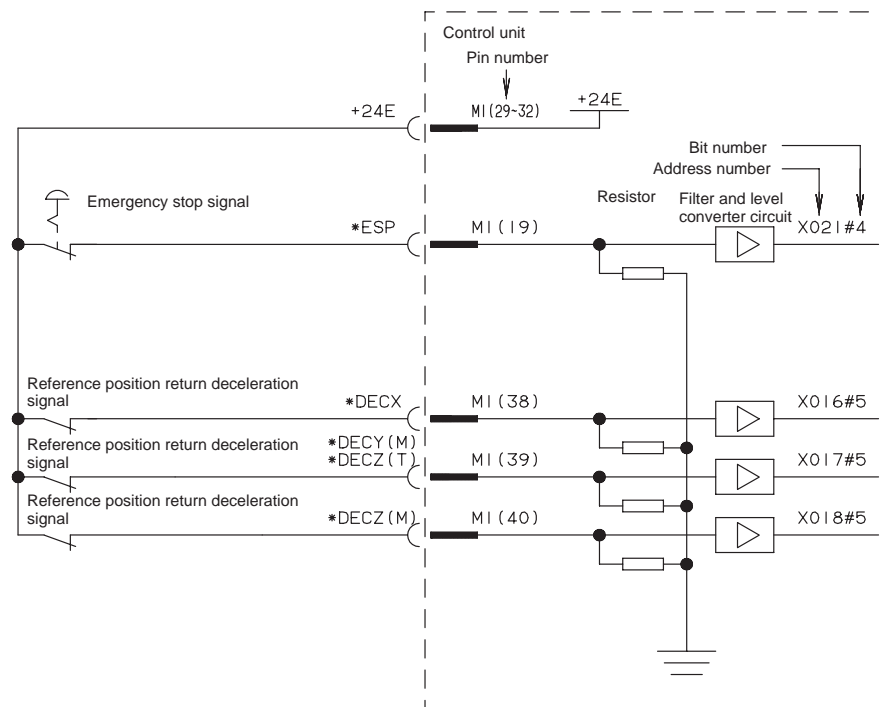 Control unit
Pin number
+24E
MI(29~32)
+24E
Bit number
Address number
Emergency stop signal
Resistor
Filter and level
converter circuit
*ESP
MI(19)
X021#4
Reference position return deceleration
signal
*DECX
MI(38)
X016#5
Reference position return deceleration
signal
*DECY(M)
*DECZ(T)
MI(39)
X017#5
Reference position return deceleration
signal
*DECZ(M)
MI(40)
X018#5